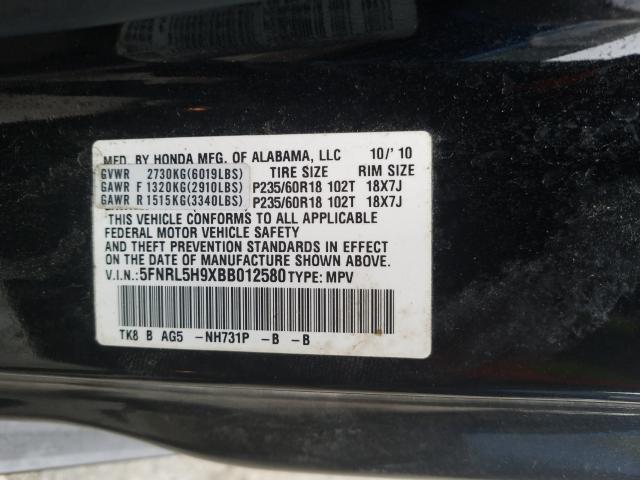 MFD. BY HONDA MFG. OF ALABAMA, LLC 10/'10
GVWR 2730KG(6019LBS) TIRE SIZE RIM SIZE
GAWR F 1320KG(2910LBS) P235/60R18 102T 18X7J
GAWR R 1515KG(3340LBS) P235/60R18 102T 18X7J
THIS VEHICLE CONFORMS TO ALL APPLICABLE
FEDERAL MOTOR VEHICLE SAFETY
AND THEFT PREVENTION STANDARDS IN EFFECT
ON THE DATE OF MANUFACTURE SHOWN ABOVE.
V.I.N.:5FNRL5H9XBB012580 TYPE: MPV
TK8 B AG5 -NH731P -B -B